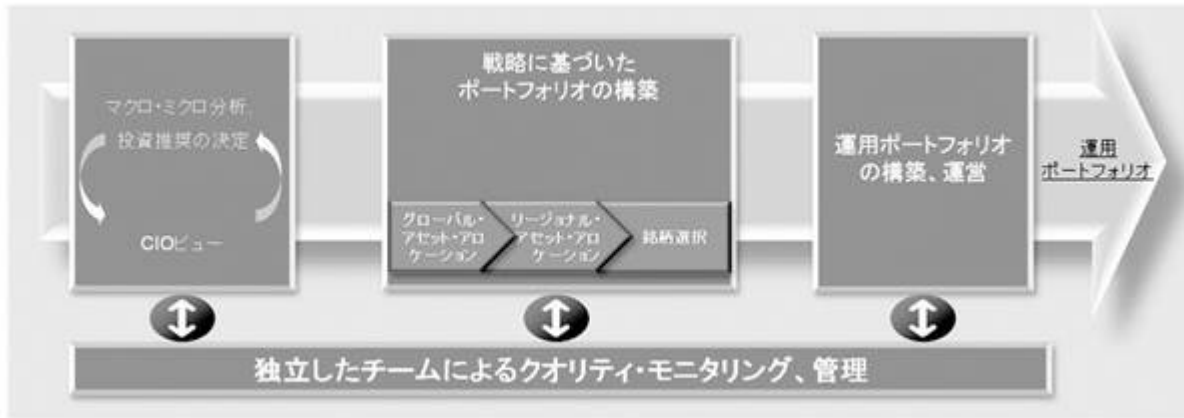 マクロ・ミクロ分析、
投資推奨の決定
CIOビュー
戦略に基づいた
ポートフォリオの構築
グローバル・
アセット・アロ
ケーション
リージョナル・
アセット・アロ
ケーション
銘柄選択
運用ポートフォリオ
の構築、運営
運用
ポートフォリオ
独立したチームによるクオリティ・モニタリング、管理